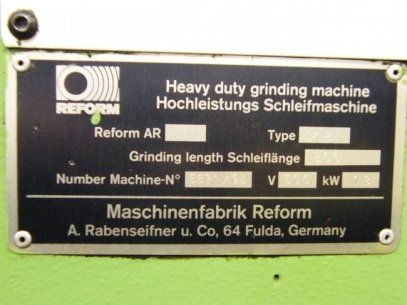 REFORM
Heavy duty grinding machine
Hochleistungs Schleifmaschine
Reform AR Type
Grinding length Schleiflänge
Number Machine-N° V kW
Maschinenfabrik Reform
A. Rabenseifner u. Co, 64 Fulda, Germany